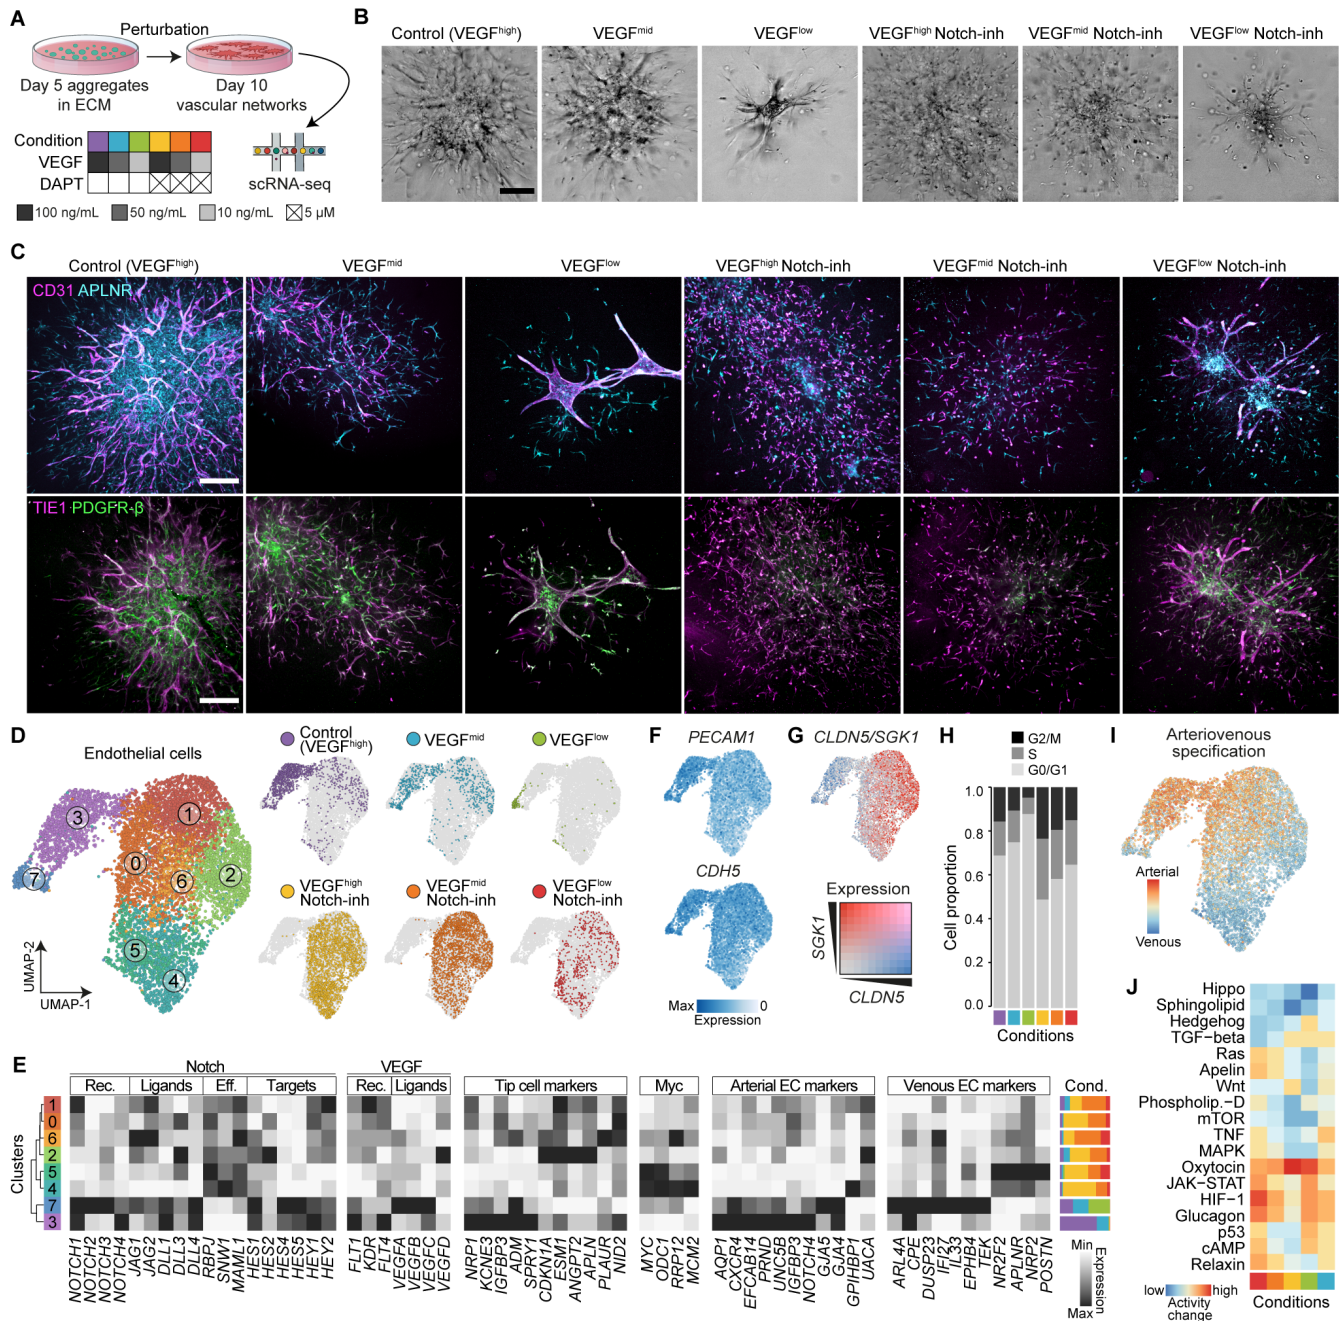 A
Perturbation
Day 5 aggregates
in ECM
Day 10
vascular networks
Condition
VEGF
DAPT
scRNA-seq
100 ng/mL
50 ng/mL
10 ng/mL
5 µM
B
Control (VEGFhigh)
VEGFmid
VEGFlow
VEGFhigh Notch-inh
VEGFmid Notch-inh
VEGFlow Notch-inh
C
Control (VEGFhigh)
VEGFmid
VEGFlow
VEGFhigh Notch-inh
VEGFmid Notch-inh
VEGFlow Notch-inh
CD31 APLNR
TIE1 PDGFR-β
D
Endothelial cells
0
1
2
3
4
5
6
7
UMAP-2
UMAP-1
Control
(VEGFhigh)
VEGFmid
VEGFlow
VEGFhigh
Notch-inh
VEGFmid
Notch-inh
VEGFlow
Notch-inh
F
PECAM1
CDH5
Max
0
Expression
G
CLDN5/SGK1
Expression
SGK1
CLDN5
H
G2/M
S
G0/G1
Cell proportion
1.0
0.8
0.6
0.4
0.2
0.0
Conditions
I
Arteriovenous
specification
Arterial
Venous
E
Notch
VEGF
Rec.
Ligands
Eff.
Targets
Rec.
Ligands
Tip cell markers
Myc
Arterial EC markers
Venous EC markers
Cond.
Clusters
1
0
6
2
5
4
7
3
NOTCH1
NOTCH2
NOTCH3
NOTCH4
JAG1
JAG2
DLL1
DLL3
DLL4
RBPJ
SNW1
MAML1
HES1
HES2
HES4
HES5
HEY1
HEY2
FLT1
KDR
FLT4
VEGFA
VEGFB
VEGFC
VEGFD
NRP1
KCNE3
IGFBP3
ADM
SPRY1
CDKN1A
ESM1
ANGPT2
APLN
PLAUR
NID2
MYC
ODC1
RRP12
MCM2
AQP1
CXCR4
EFCAB14
PRND
UNC5B
IGFBP3
NOTCH4
GJA5
GJA4
GPIHBP1
UACA
ARL4A
CPE
DUSP23
IFI27
IL33
EPHB4
TEK
NR2F2
APLNR
NRP2
POSTN
Min
Max
Expression
J
Hippo
Sphingolipid
Hedgehog
TGF−beta
Ras
Apelin
Wnt
Phospholip.−D
mTOR
TNF
MAPK
Oxytocin
JAK−STAT
HIF−1
Glucagon
p53
cAMP
Relaxin
low
high
Activity
change
Conditions